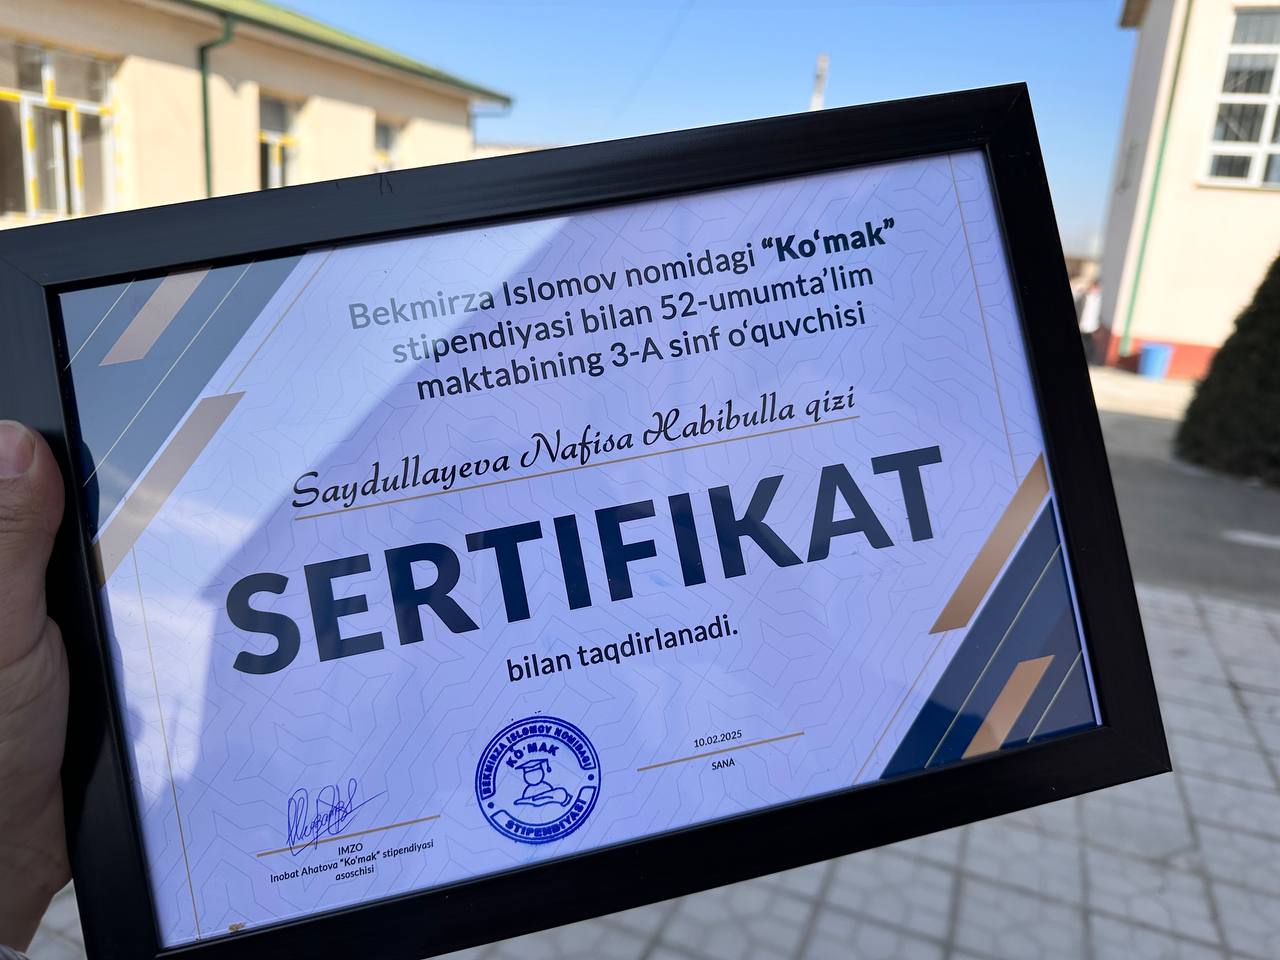 Bekmirza Islomov nomidagi “Ko‘mak”
stipendiyasi bilan 52-umumta’lim
maktabining 3-A sinf o‘quvchisi
Saydullayeva Nafisa Habibulla qizi
SERTIFIKAT
bilan taqdirlanadi.
BEKMIRZA ISLOMOV NOMIDAGI
KO‘MAK
STIPENDIYASI
10.02.2025
SANA
IMZO
Inobat Ahatova “Ko‘mak” stipendiyasi
asoschisi